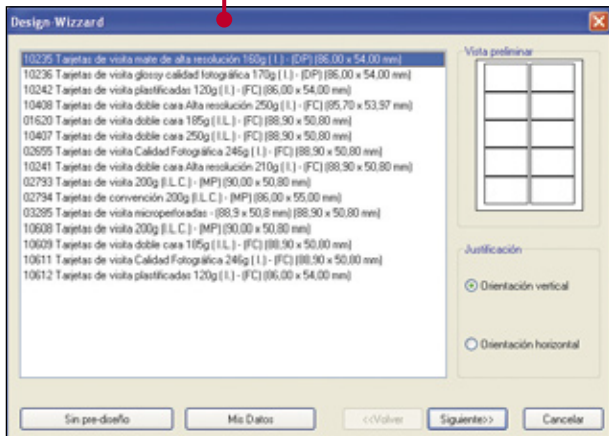 Design-Wizzard
10235 Tarjetas de visita mate de alta resolución 160g ( I ) - (DP) (86,00 x 54,00 mm)
10236 Tarjetas de visita glossy calidad fotográfica 170g ( I ) - (DP) (86,00 x 54,00 mm)
10242 Tarjetas de visita plastificadas 120g ( I ) - (FC) (86,00 x 54,00 mm)
10408 Tarjetas de visita doble cara Alta resolución 250g ( I ) - (FC) (85,70 x 53,97 mm)
01620 Tarjetas de visita doble cara 185g ( I.L. ) - (FC) (88,90 x 50,80 mm)
10407 Tarjetas de visita doble cara 250g ( I ) - (FC) (88,90 x 50,80 mm)
02655 Tarjetas de visita Calidad Fotográfica 246g ( I ) - (FC) (88,90 x 50,80 mm)
10241 Tarjetas de visita doble cara Alta resolución 210g ( I ) - (FC) (88,90 x 50,80 mm)
02793 Tarjetas de visita 200g (I.L.C.) - (MP) (90,00 x 50,80 mm)
02794 Tarjetas de convención 200g (I.L.C.) - (MP) (86,00 x 55,00 mm)
03285 Tarjetas de visita microperforadas - (88,9 x 50,8 mm) (88,90 x 50,80 mm)
10608 Tarjetas de visita 200g (I.L.C.) - (MP) (90,00 x 50,80 mm)
10609 Tarjetas de visita doble cara 185g ( I.L. ) - (FC) (88,90 x 50,80 mm)
10611 Tarjetas de visita Calidad Fotográfica 246g ( I ) - (FC) (88,90 x 50,80 mm)
10612 Tarjetas de visita plastificadas 120g ( I ) - (FC) (86,00 x 54,00 mm)
Vista preliminar
Justificación
Orientación vertical
Orientación horizontal
Sin pre-diseño
Mis Datos
<<Volver
Siguiente>>
Cancelar